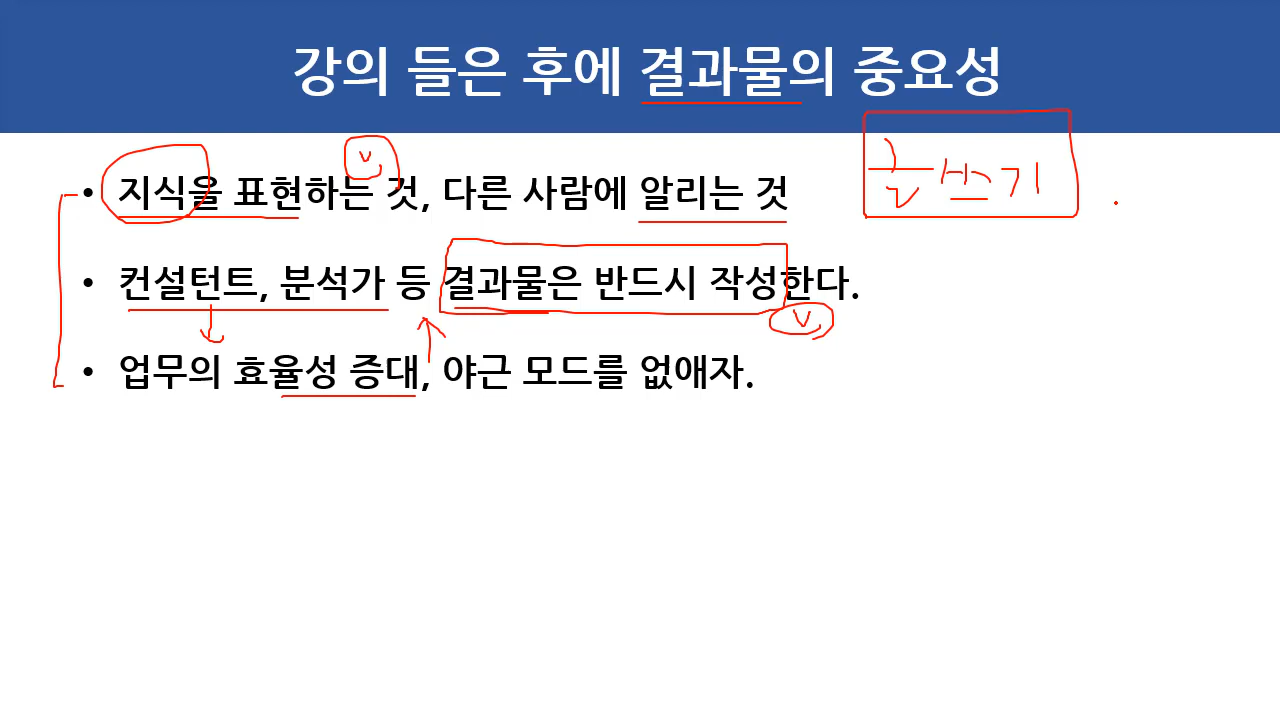 강의 들은 후에 결과물의 중요성
글쓰기
• 지식을 표현하는 것, 다른 사람에 알리는 것
• 컨설턴트, 분석가 등 결과물은 반드시 작성한다.
• 업무의 효율성 증대, 야근 모드를 없애자.